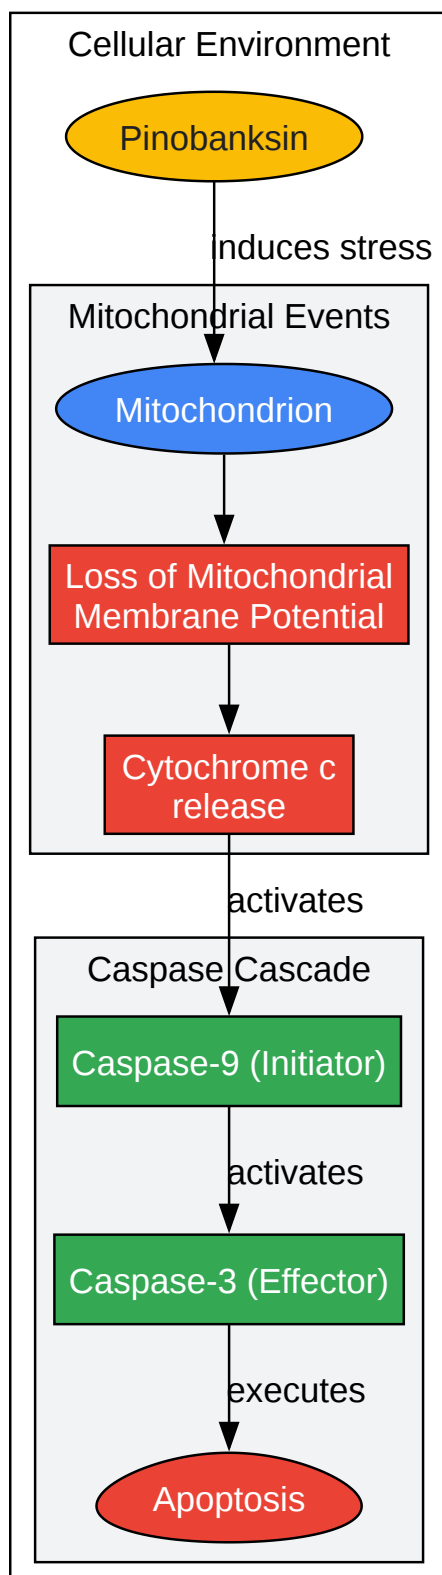 Cellular Environment
Pinobanksin
induces stress
Mitochondrial Events
Mitochondrion
Loss of Mitochondrial
Membrane Potential
Cytochrome c
release
activates
Caspase Cascade
Caspase-9 (Initiator)
activates
Caspase-3 (Effector)
executes
Apoptosis